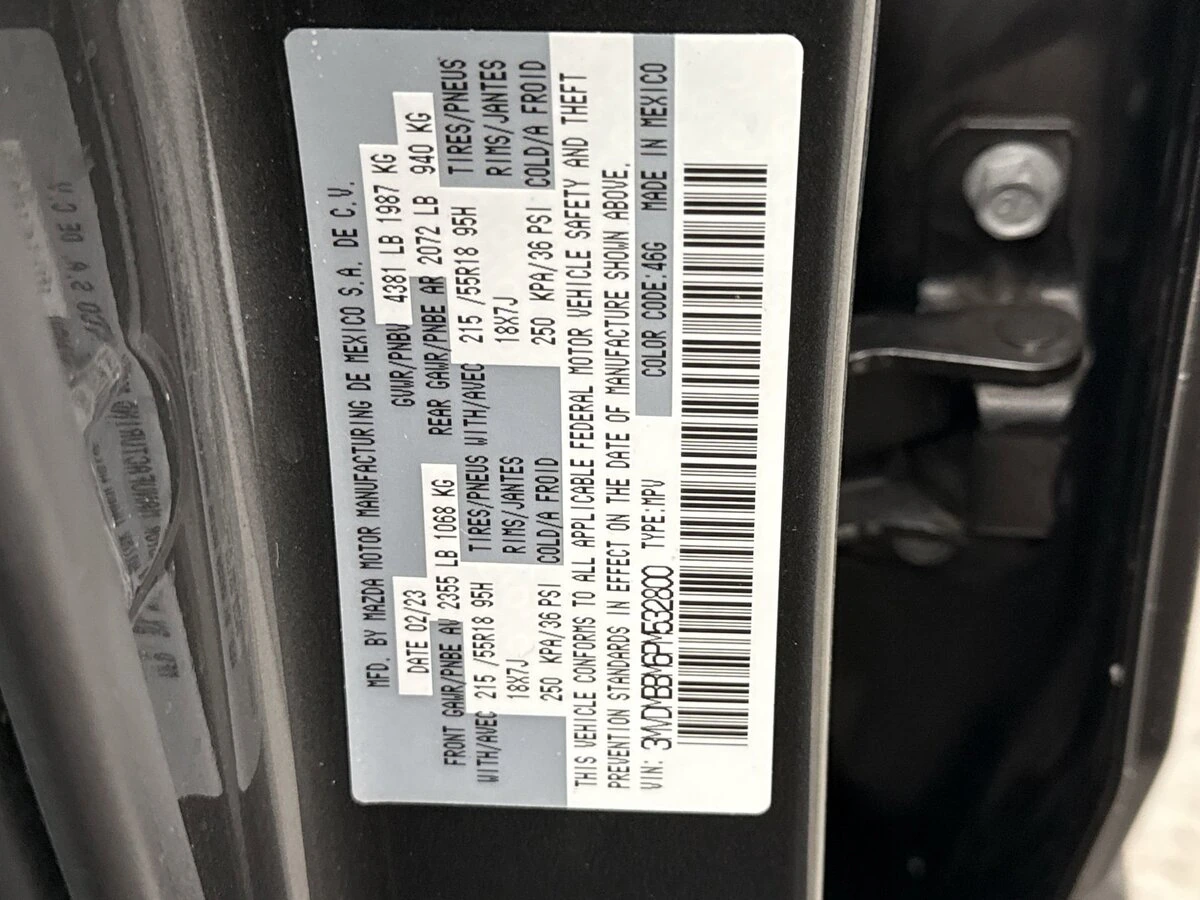 MFD. BY MAZDA MOTOR MANUFACTURING DE MEXICO S.A. DE C.V.
DATE 02/23 GVWR/PNBV 4381 LB 1987 KG
FRONT GAWR/PNBE AV 2355 LB 1068 KG REAR GAWR/PNBE AR 2072 LB 940 KG
WITH/AVEC 215 /55R18 95H TIRES/PNEUS WITH/AVEC 215 /55R18 95H TIRES/PNEUS
18X7J RIMS/JANTES 18X7J RIMS/JANTES
250 KPA/36 PSI COLD/A FROID 250 KPA/36 PSI COLD/A FROID
THIS VEHICLE CONFORMS TO ALL APPLICABLE FEDERAL MOTOR VEHICLE SAFETY AND THEFT
PREVENTION STANDARDS IN EFFECT ON THE DATE OF MANUFACTURE SHOWN ABOVE.
VIN: 3MVDMBBM6PM532800 TYPE:MPV COLOR CODE:46G MADE IN MEXICO